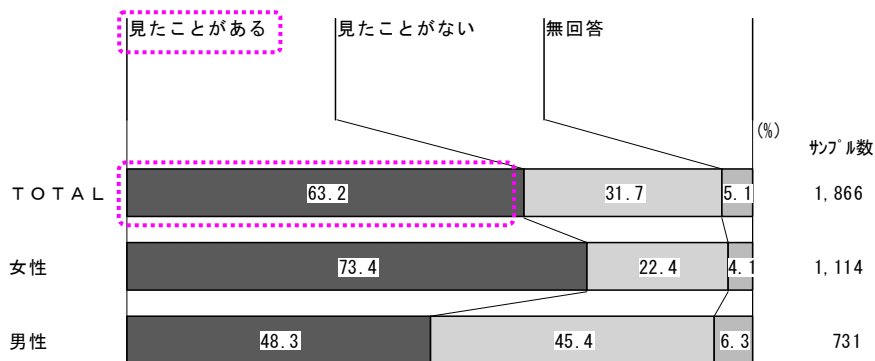 見たことがある 見たことがない 無回答
(%)
ｻﾝﾌﾟﾙ数
ＴＯＴＡＬ 63.2 31.7 5.1 1,866
女性 73.4 22.4 4.1 1,114
男性 48.3 45.4 6.3 731